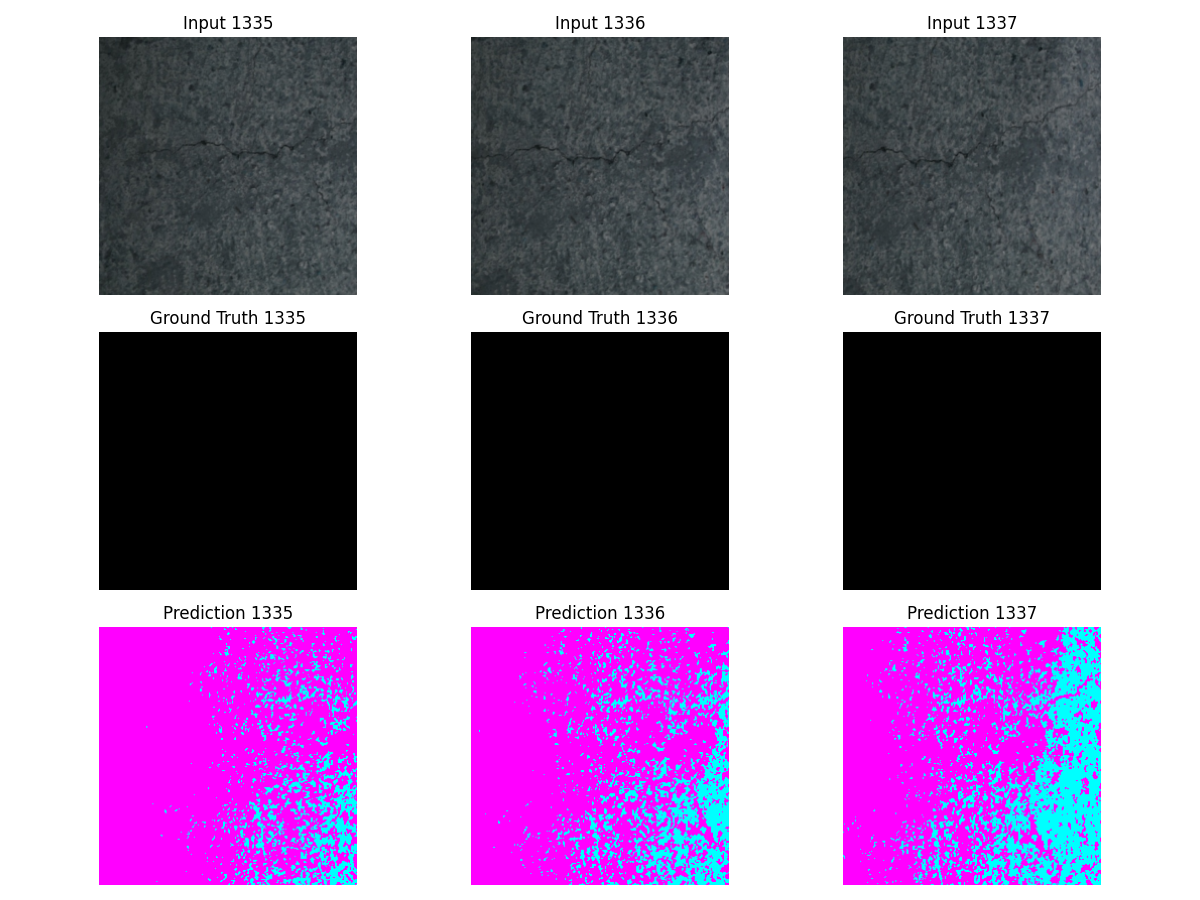 Input 1335
Input 1336
Input 1337
Ground Truth 1335
Ground Truth 1336
Ground Truth 1337
Prediction 1335
Prediction 1336
Prediction 1337